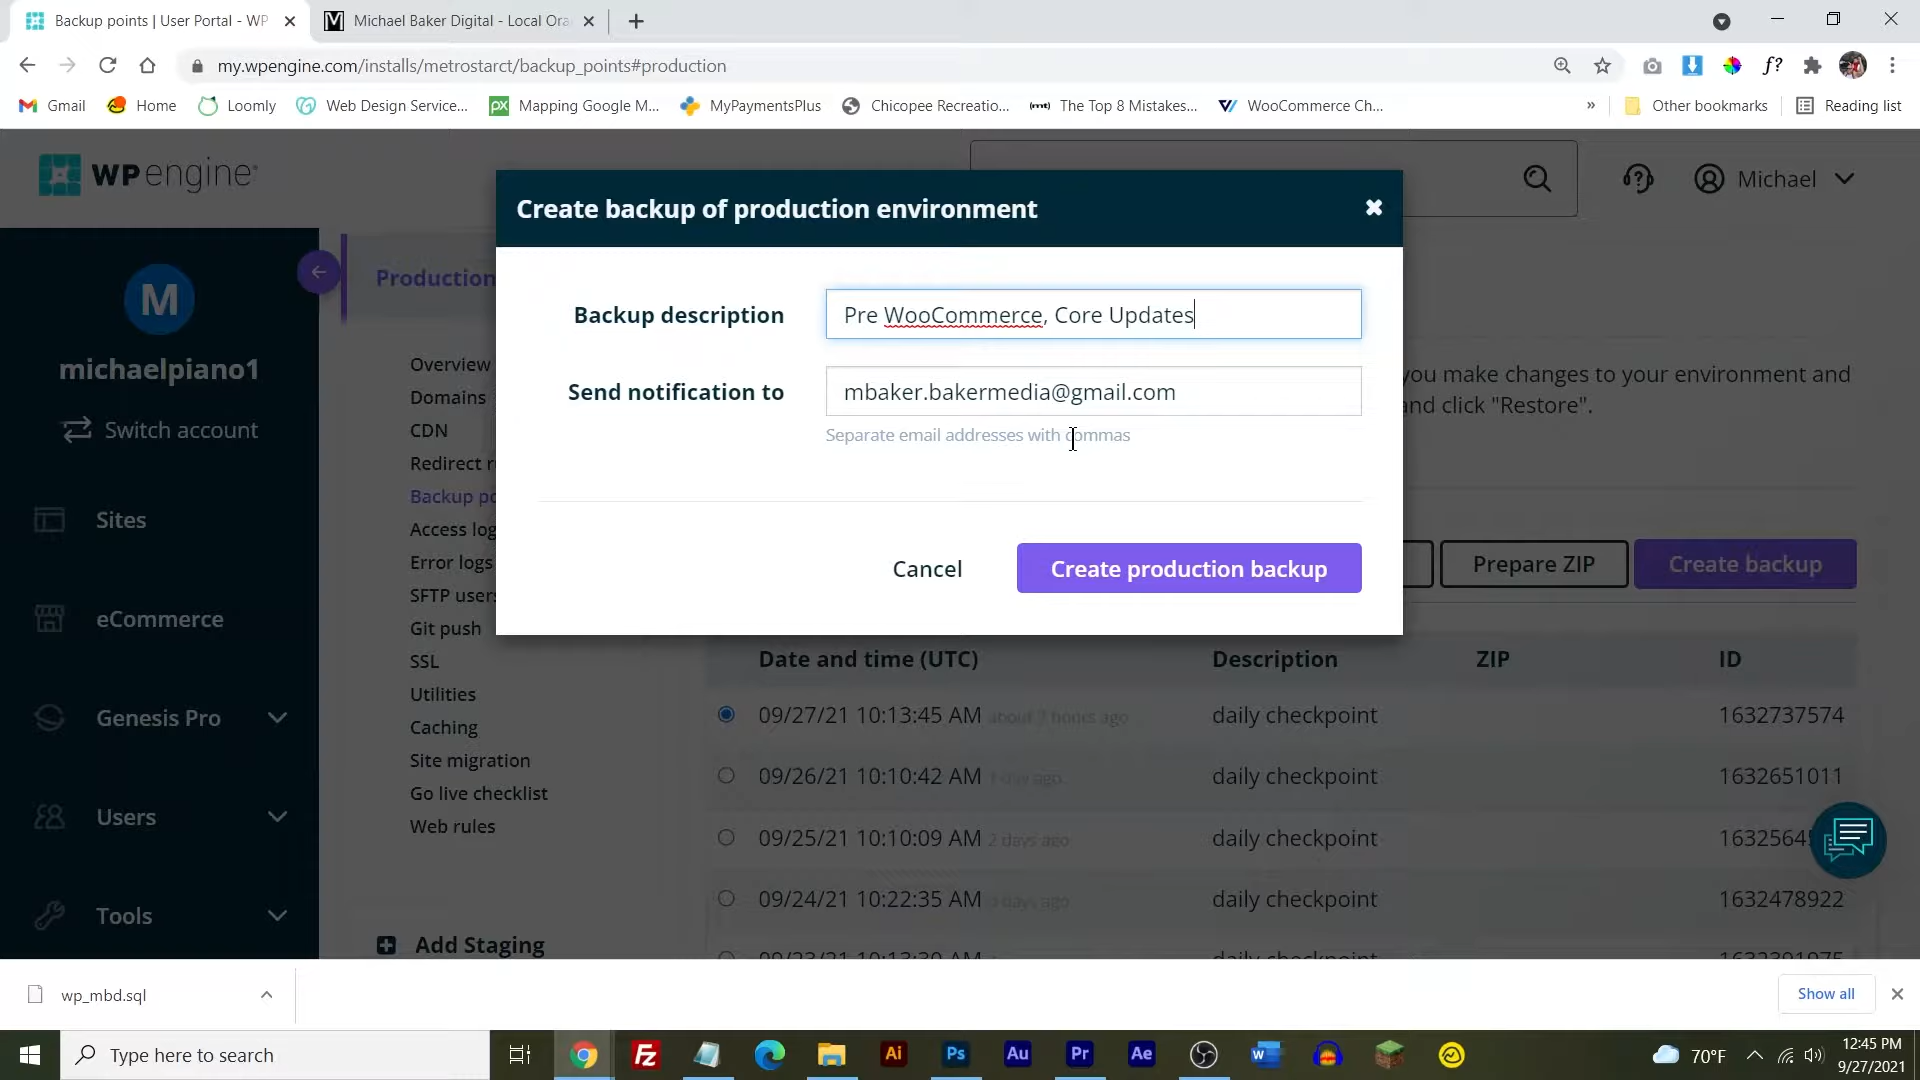 Backup points | User Portal - WP
Michael Baker Digital - Local Ora
my.wpengine.com/installs/metrostarct/backup_points#production
f?
Gmail
Home
Loomly
Web Design Service...
Mapping Google M...
MyPaymentsPlus
Chicopee Recreatio...
The Top 8 Mistakes...
WooCommerce Ch...
»
Other bookmarks
Reading list
WP engine
Michael
Create backup of production environment
M
Production
Backup description
Pre WooCommerce, Core Updates
michaelpiano1
Overview
you make changes to your environment and
Send notification to
mbaker.bakermedia@gmail.com
Domains
and click "Restore".
Switch account
CDN
Separate email addresses with commas
Redirect r
Backup po
Sites
Access log
Error logs
Cancel
Create production backup
Prepare ZIP
Create backup
SFTP users
eCommerce
Git push
SSL
Date and time (UTC)
Description
ZIP
ID
Utilities
Genesis Pro
Caching
09/27/21 10:13:45 AM about 3 hours ago
daily checkpoint
1632737574
Site migration
09/26/21 10:10:42 AM 1 day ago
daily checkpoint
1632651011
Go live checklist
Users
Web rules
09/25/21 10:10:09 AM 2 days ago
daily checkpoint
1632564
09/24/21 10:22:35 AM 3 days ago
daily checkpoint
1632478922
Tools
Add Staging
09/23/21 10:13:30 AM
1632391975
wp_mbd.sql
Show all
Type here to search
Fz
Ai
Ps
Au
Pr
Ae
W
70°F
12:45 PM
9/27/2021